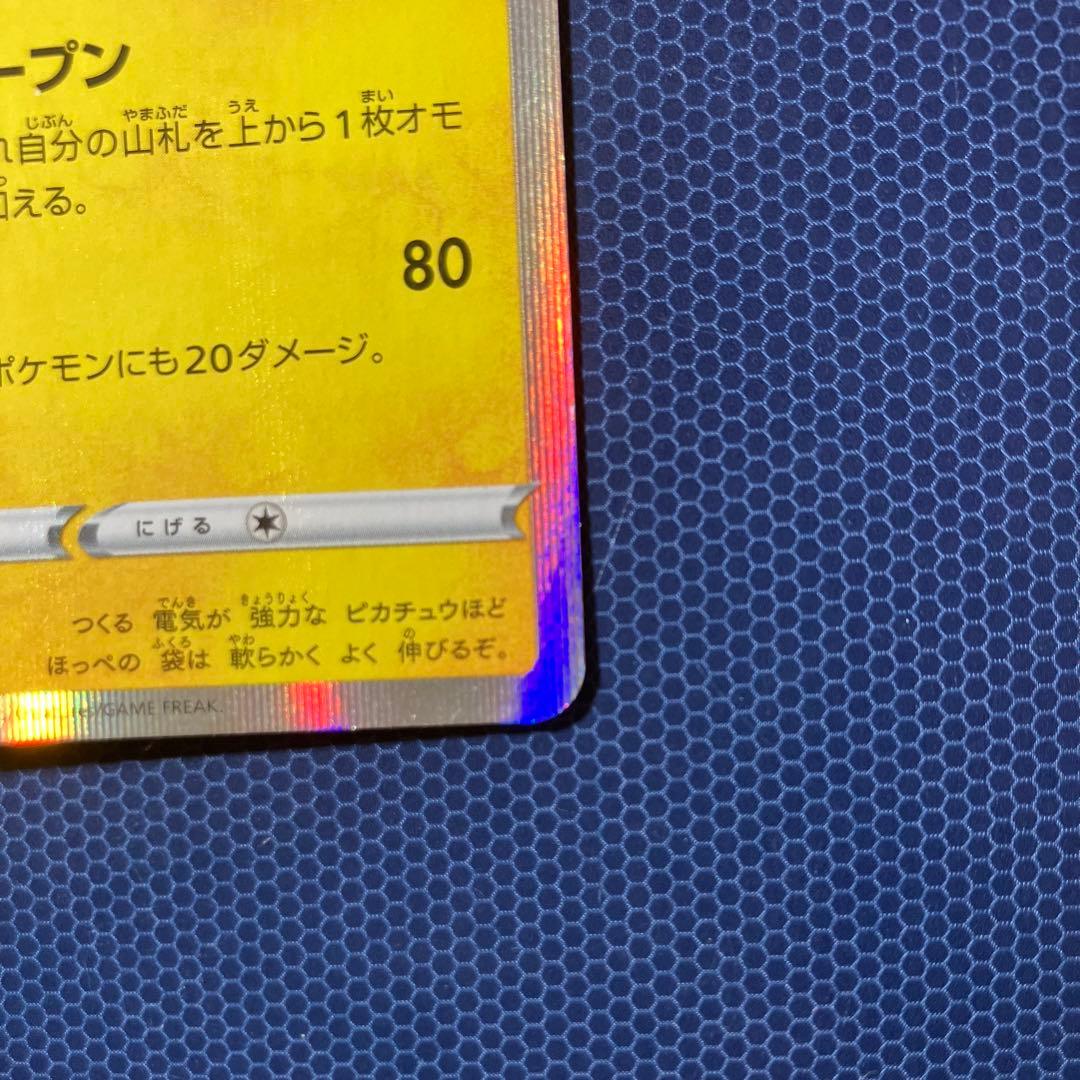 ープン
自分の山札を上から1枚オモ
える。
80
ポケモンにも20ダメージ。
にげる
つくる 電気が 強力な ピカチュウほど
ほっぺの 袋は 軟らかく よく 伸びるぞ。
/GAME FREAK.